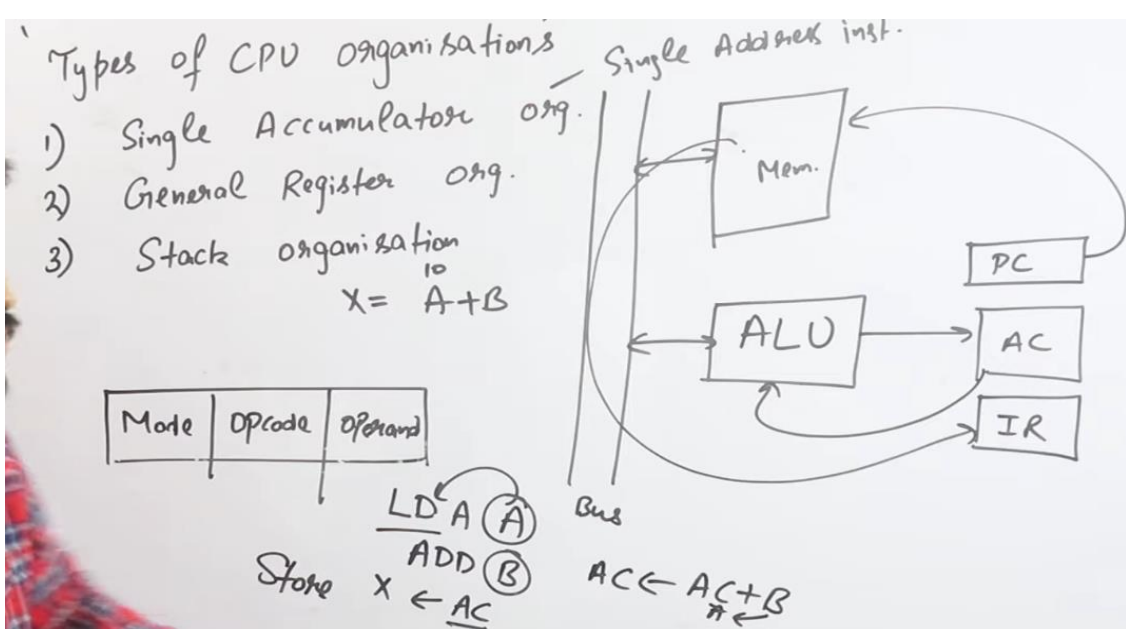 Types of CPU organisations
1) Single Accumulator org. – Single Address inst.
2) General Register org.
3) Stack organisation
10
X = A+B
Mode | Opcode | Operand
LD A (A)
ADD (B)
Store X ← AC
AC ← AC+B
A ←
Mem.
PC
ALU
AC
IR
Bus